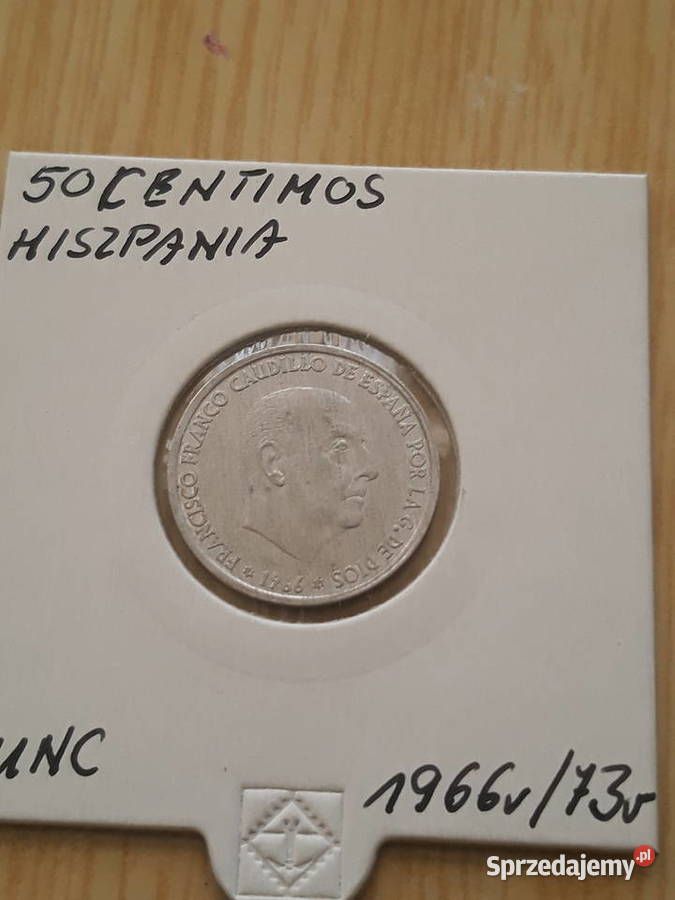 50 CENTIMOS
HISZPANIA
FRANCISCO FRANCO CAUDILLO DE ESPAÑA POR LA G. DE DIOS
* 1966 *
UNC
1966r/73r
Sprzedajemy.pl